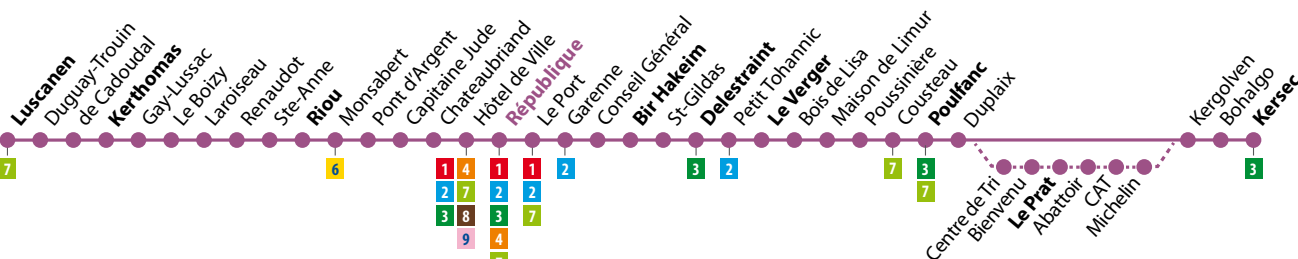 Luscanen
Duguay-Trouin
de Cadoudal
Kerthomas
Gay-Lussac
Le Boizy
Laroiseau
Renaudot
Ste-Anne
Riou
Monsabert
Pont d'Argent
Capitaine Jude
Chateaubriand
Hôtel de Ville
République
Le Port
Garenne
Conseil Général
Bir Hakeim
St-Gildas
Delestraint
Petit Tohannic
Le Verger
Bois de Lisa
Maison de Limur
Poussinière
Cousteau
Poulfanc
Duplaix
Centre de Tri
Bienvenu
Le Prat
Abattoir
CAT
Michelin
Kergolven
Bohalgo
Kersec
7
6
1
2
3
4
7
8
9
1
2
3
4
1
2
7
2
3
2
7
3
7
3